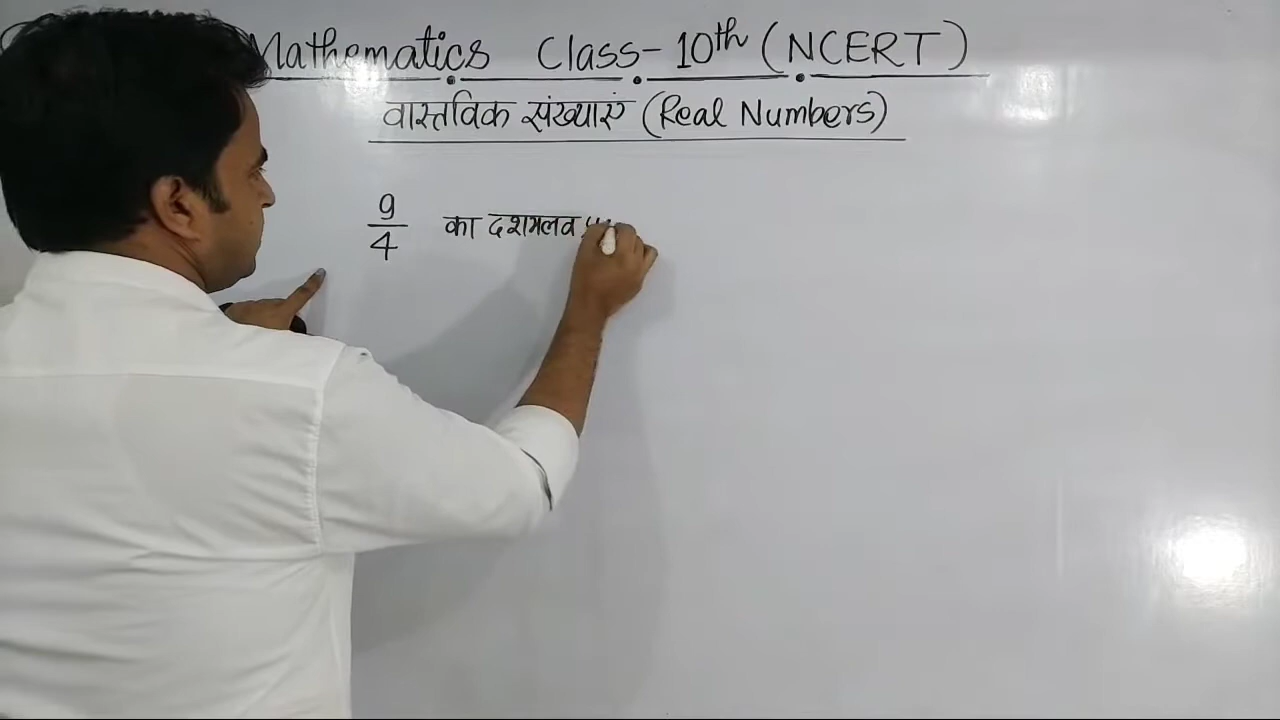 Mathematics Class-10th (NCERT)
वास्तविक संख्याएं (Real Numbers)
9/4 का दशमलव